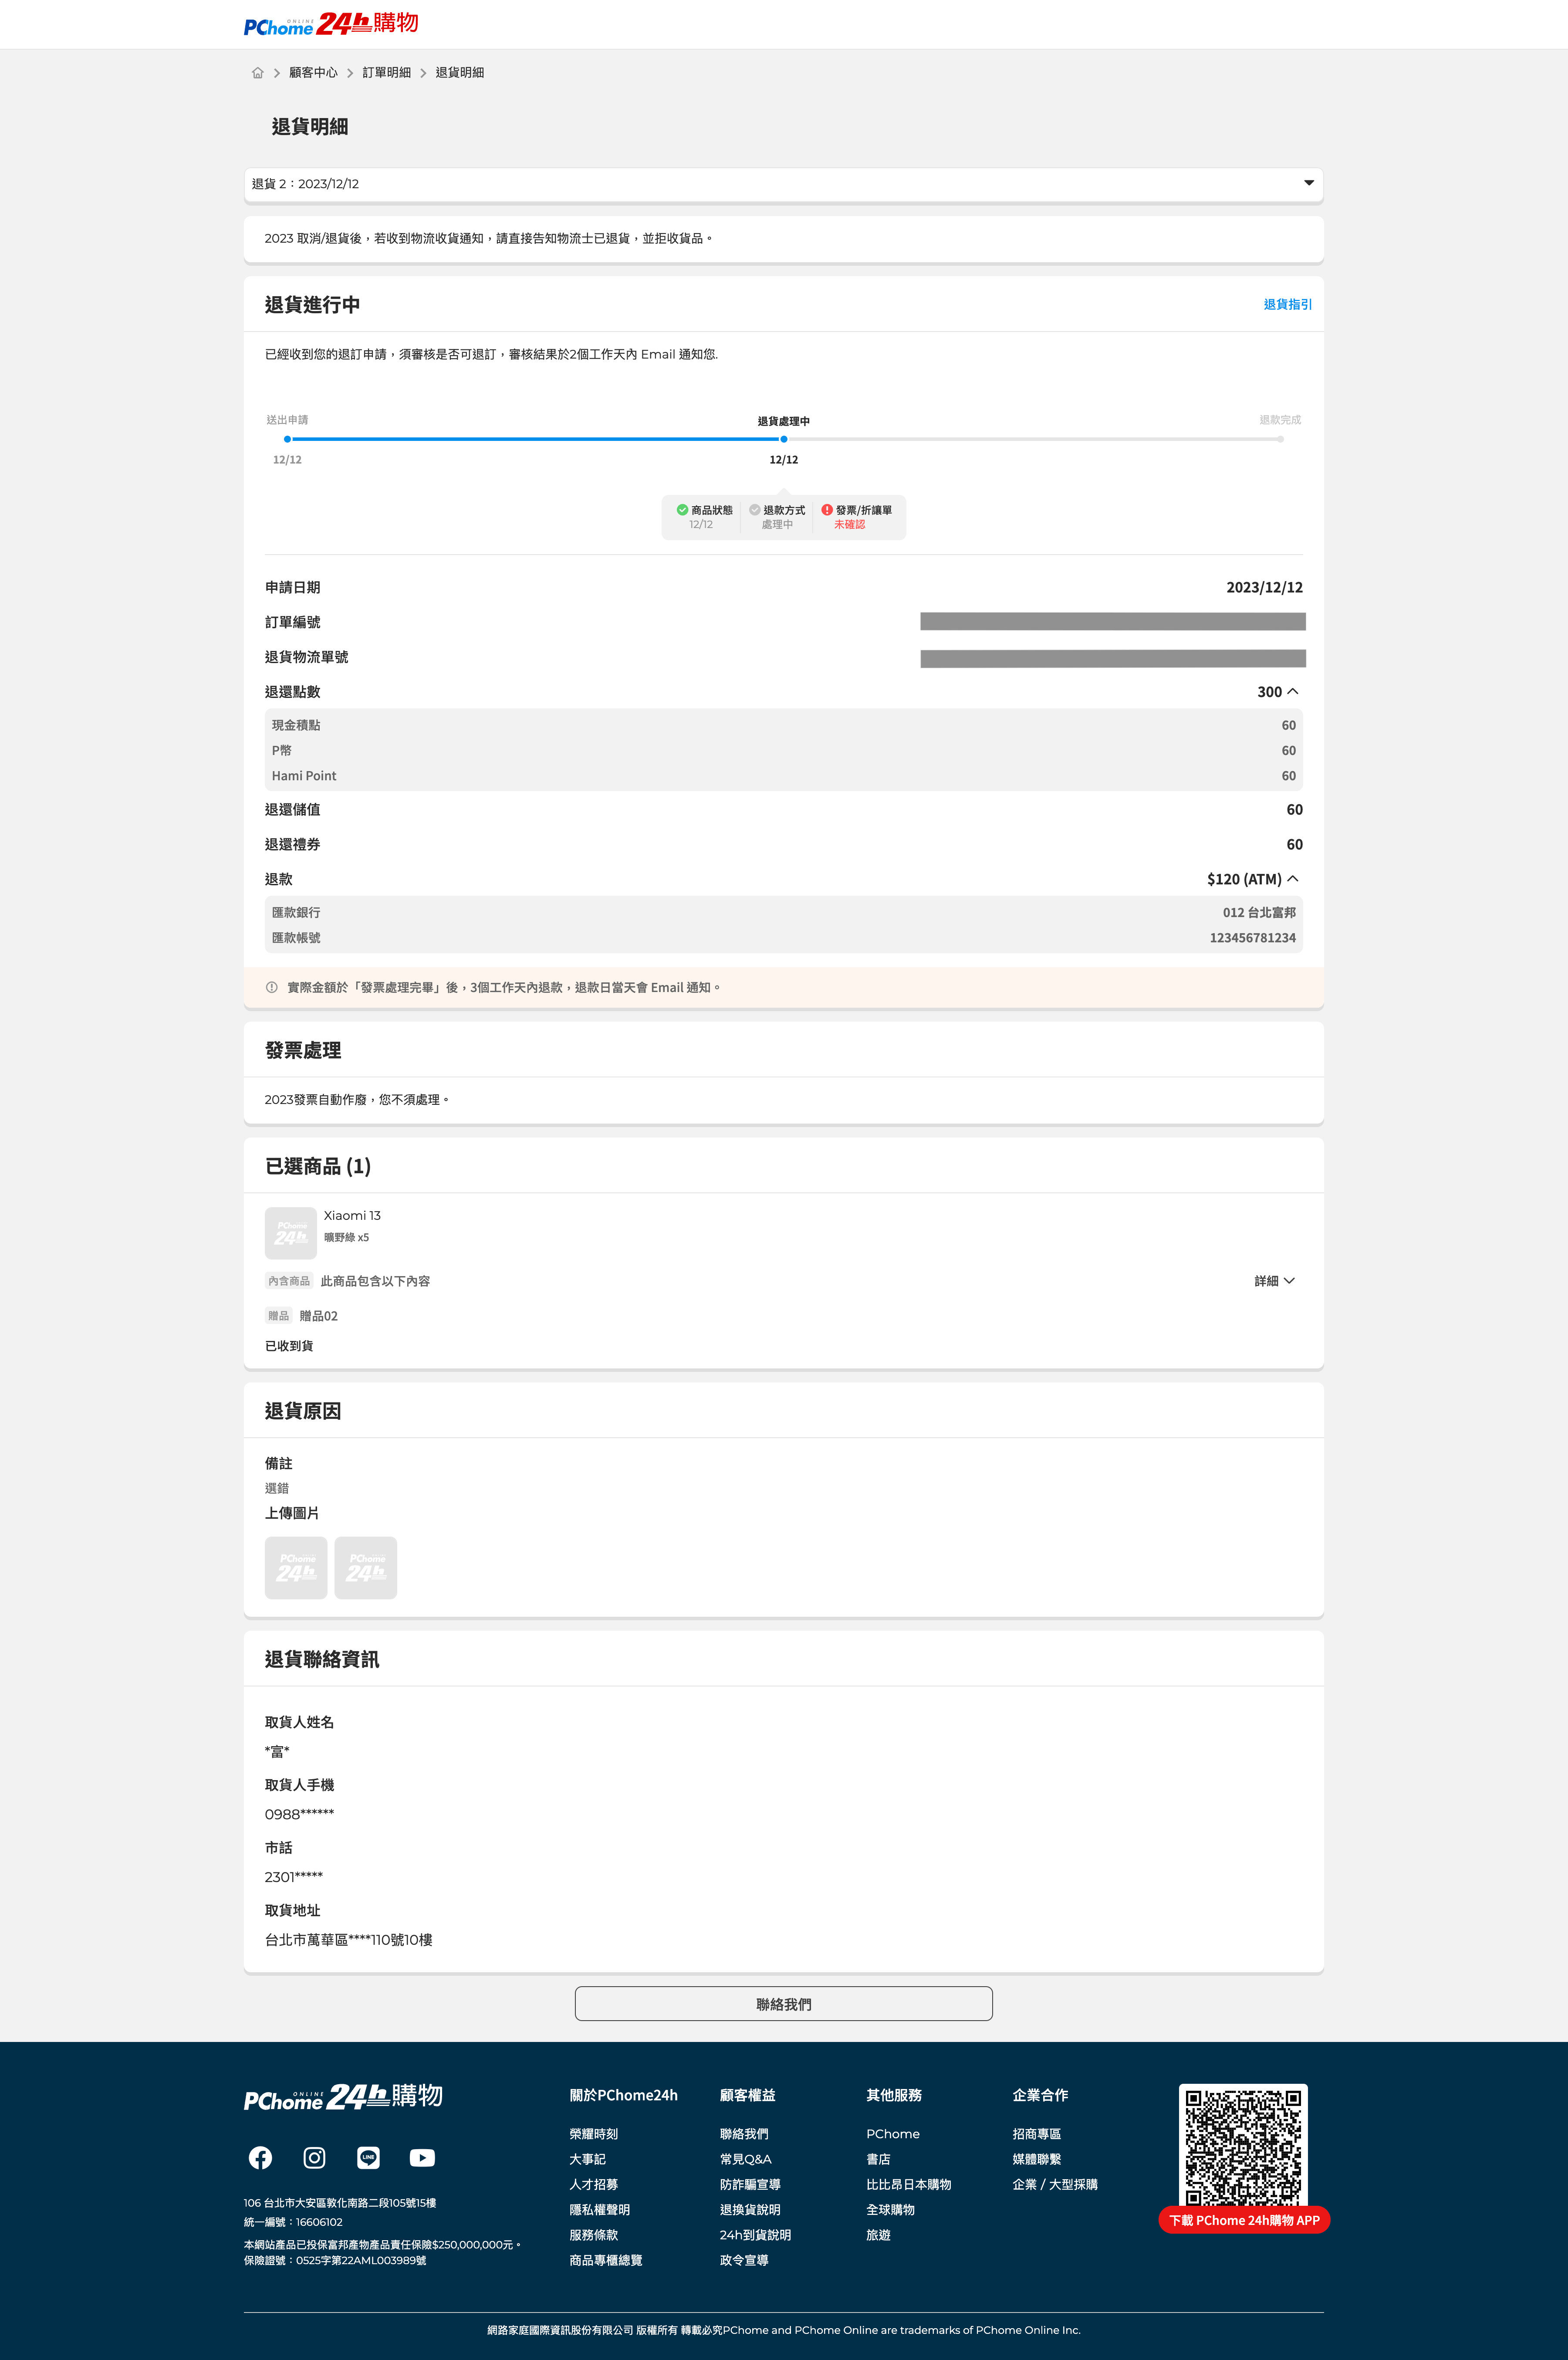 PChome ONLINE 24h購物
顧客中心 > 訂單明細 > 退貨明細
退貨明細
退貨 2：2023/12/12
2023 取消/退貨後，若收到物流收貨通知，請直接告知物流士已退貨，並拒收貨品。
退貨進行中
退貨指引
已經收到您的退訂申請，須審核是否可退訂，審核結果於2個工作天內 Email 通知您.
送出申請
12/12
退貨處理中
12/12
退款完成
商品狀態
12/12
退款方式
處理中
發票/折讓單
未確認
申請日期 2023/12/12
訂單編號
退貨物流單號
退還點數 300
現金積點 60
P幣 60
Hami Point 60
退還儲值 60
退還禮券 60
退款 $120 (ATM)
匯款銀行 012 台北富邦
匯款帳號 123456781234
實際金額於「發票處理完畢」後，3個工作天內退款，退款日當天會 Email 通知。
發票處理
2023發票自動作廢，您不須處理。
已選商品 (1)
PChome 24h
Xiaomi 13
曠野綠 x5
內含商品 此商品包含以下內容 詳細
贈品 贈品02
已收到貨
退貨原因
備註
選錯
上傳圖片
PChome 24h
PChome 24h
退貨聯絡資訊
取貨人姓名
*富*
取貨人手機
0988******
市話
2301*****
取貨地址
台北市萬華區****110號10樓
聯絡我們
PChome ONLINE 24h購物
LINE
106 台北市大安區敦化南路二段105號15樓
統一編號：16606102
本網站產品已投保富邦產物產品責任保險$250,000,000元。
保險證號：0525字第22AML003989號
關於PChome24h
榮耀時刻
大事記
人才招募
隱私權聲明
服務條款
商品專櫃總覽
顧客權益
聯絡我們
常見Q&A
防詐騙宣導
退換貨說明
24h到貨說明
政令宣導
其他服務
PChome
書店
比比昂日本購物
全球購物
旅遊
企業合作
招商專區
媒體聯繫
企業 / 大型採購
下載 PChome 24h購物 APP
網路家庭國際資訊股份有限公司 版權所有 轉載必究PChome and PChome Online are trademarks of PChome Online Inc.